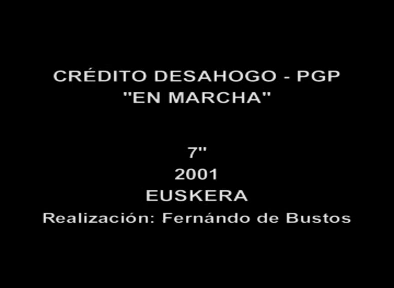 CRÉDITO DESAHOGO - PGP
"EN MARCHA"
7"
2001
EUSKERA
Realización: Fernándo de Bustos